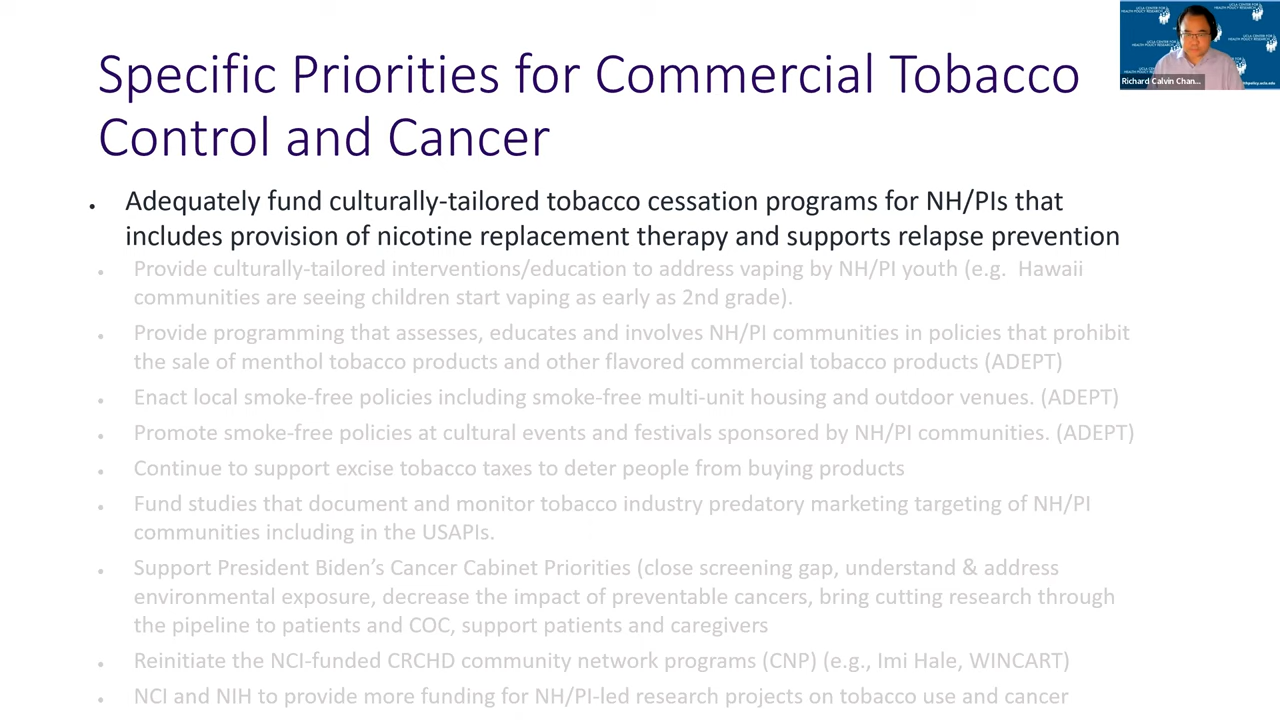 Specific Priorities for Commercial Tobacco
Control and Cancer
• Adequately fund culturally-tailored tobacco cessation programs for NH/PIs that
includes provision of nicotine replacement therapy and supports relapse prevention
• Provide culturally-tailored interventions/education to address vaping by NH/PI youth (e.g. Hawaii
communities are seeing children start vaping as early as 2nd grade).
• Provide programming that assesses, educates and involves NH/PI communities in policies that prohibit
the sale of menthol tobacco products and other flavored commercial tobacco products (ADEPT)
• Enact local smoke-free policies including smoke-free multi-unit housing and outdoor venues. (ADEPT)
• Promote smoke-free policies at cultural events and festivals sponsored by NH/PI communities. (ADEPT)
• Continue to support excise tobacco taxes to deter people from buying products
• Fund studies that document and monitor tobacco industry predatory marketing targeting of NH/PI
communities including in the USAPIs.
• Support President Biden’s Cancer Cabinet Priorities (close screening gap, understand & address
environmental exposure, decrease the impact of preventable cancers, bring cutting research through
the pipeline to patients and COC, support patients and caregivers
• Reinitiate the NCI-funded CRCHD community network programs (CNP) (e.g., Imi Hale, WINCART)
• NCI and NIH to provide more funding for NH/PI-led research projects on tobacco use and cancer
UCLA CENTER FOR
HEALTH POLICY RESEARCH
Richard Calvin Chan...